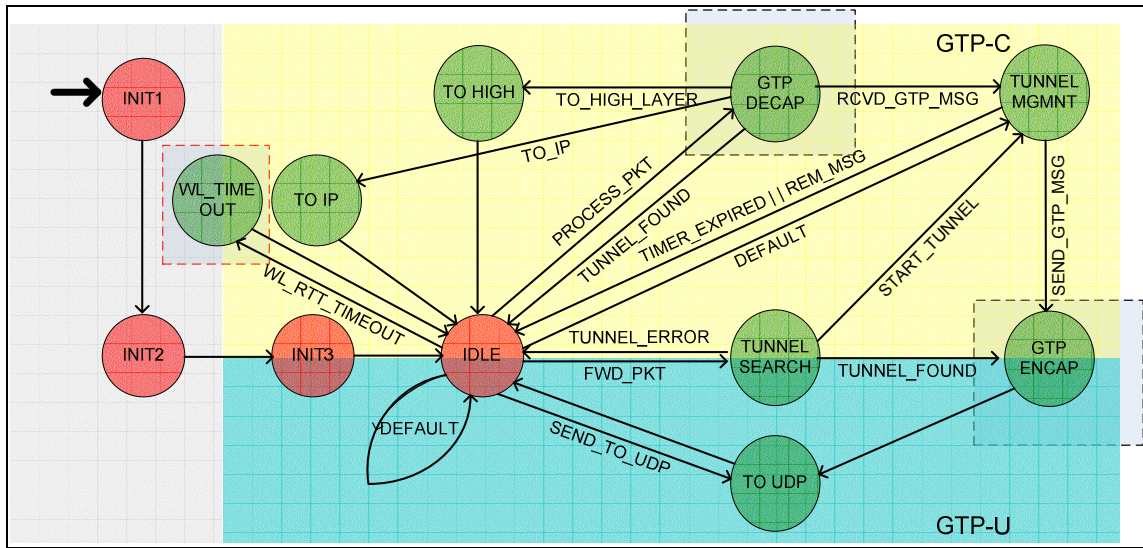 GTP-C
INIT1
TO HIGH
GTP
DECAP
TUNNEL
MGMNT
TO_HIGH_LAYER
RCVD_GTP_MSG
TO_IP
WL_TIME
OUT
TO IP
PROCESS_PKT
TUNNEL_FOUND
TIMER_EXPIRED || REM_MSG
DEFAULT
START_TUNNEL
SEND_GTP_MSG
WL_RTT_TIMEOUT
INIT2
INIT3
IDLE
TUNNEL_ERROR
FWD_PKT
TUNNEL
SEARCH
TUNNEL_FOUND
GTP
ENCAP
DEFAULT
SEND_TO_UDP
TO UDP
GTP-U